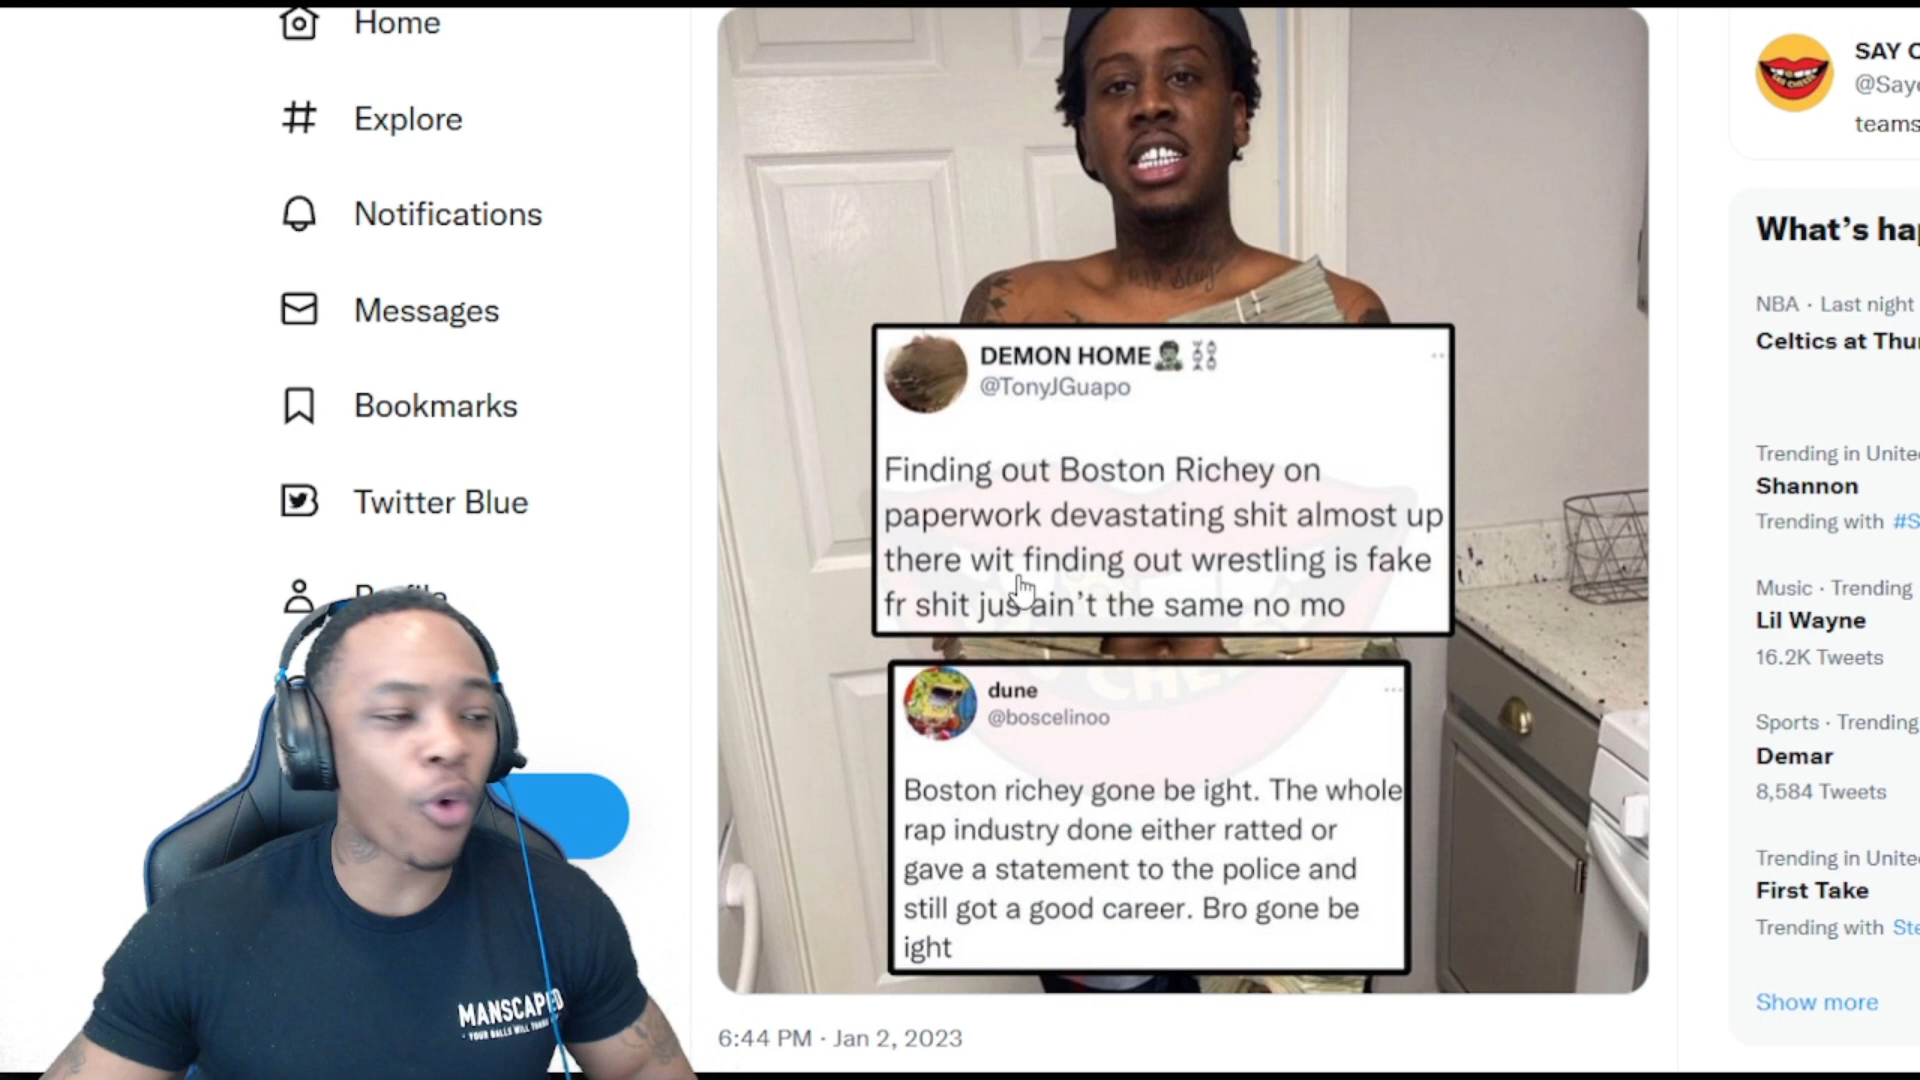 Home
Explore
Notifications
Messages
Bookmarks
Twitter Blue
DEMON HOME
@TonyJGuapo
Finding out Boston Richey on
paperwork devastating shit almost up
there wit finding out wrestling is fake
fr shit jus ain't the same no mo
dune
@boscelinoo
Boston richey gone be ight. The whole
rap industry done either ratted or
gave a statement to the police and
still got a good career. Bro gone be
ight
6:44 PM · Jan 2, 2023
MANSCAPED
SAY
@Say
teams
What's
NBA · Last night
Celtics at
Trending in
Shannon
Trending with
Music · Trending
Lil Wayne
16.2K Tweets
Sports · Trending
Demar
8,584 Tweets
Trending in
First Take
Trending with
Show more